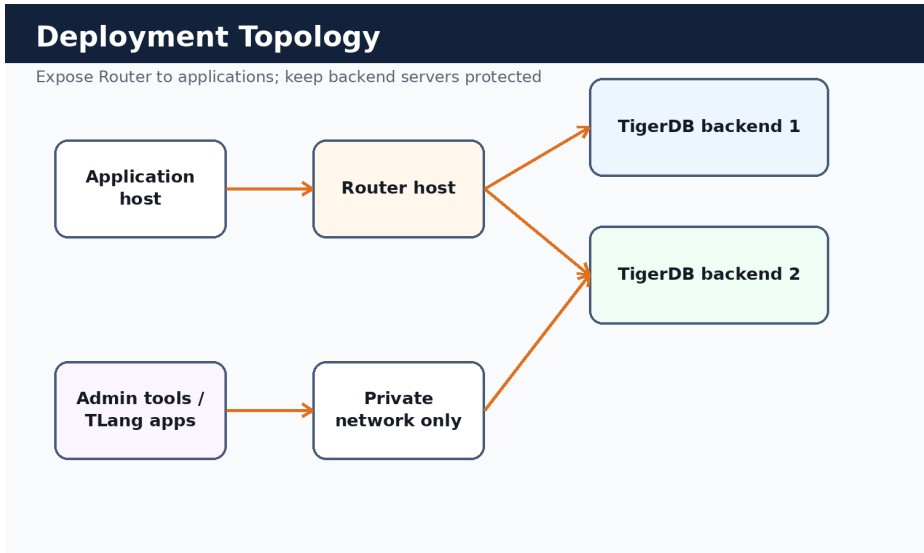 Deployment Topology
Expose Router to applications; keep backend servers protected
TigerDB backend 1
Application
host
Router host
TigerDB backend 2
Admin tools /
TLang apps
Private
network only